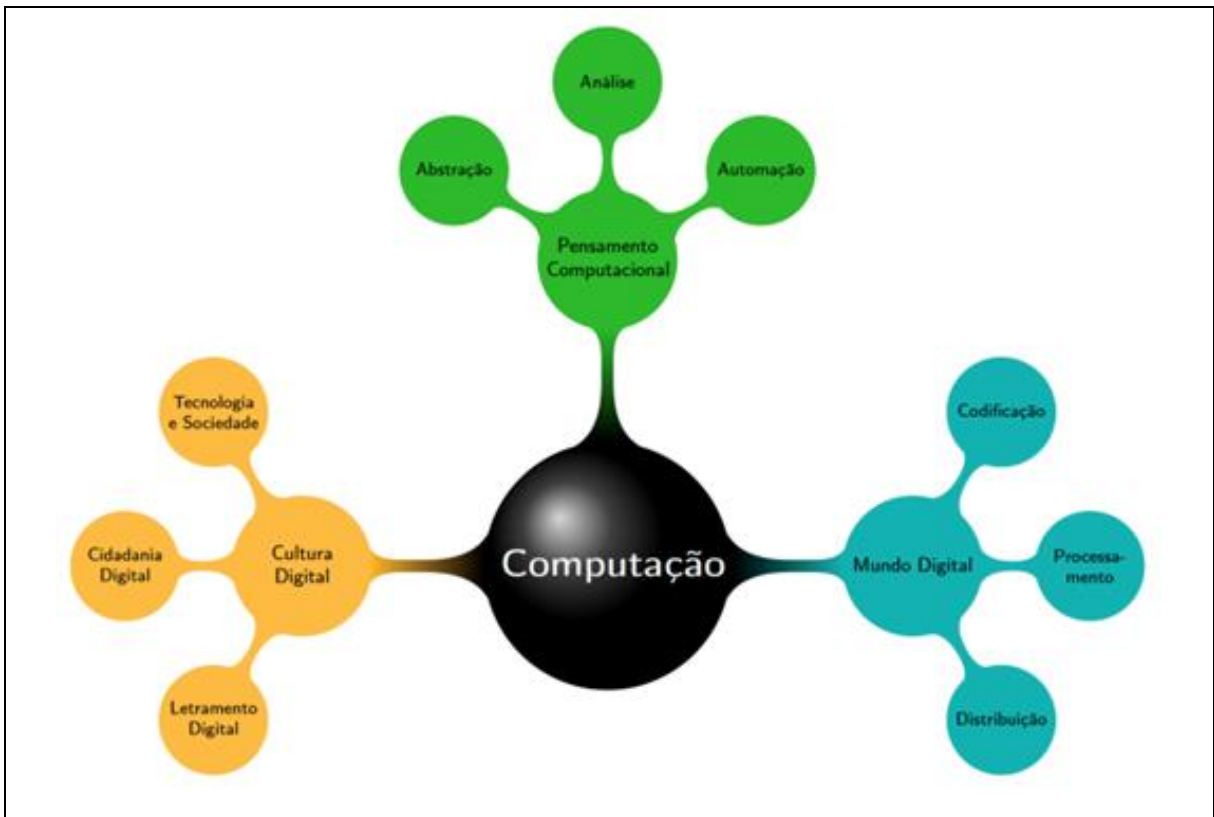 Análise
Abstração
Automação
Pensamento
Computacional
Tecnologia
e Sociedade
Cidadania
Digital
Cultura
Digital
Letramento
Digital
Computação
Codificação
Mundo Digital
Processa-
mento
Distribuição